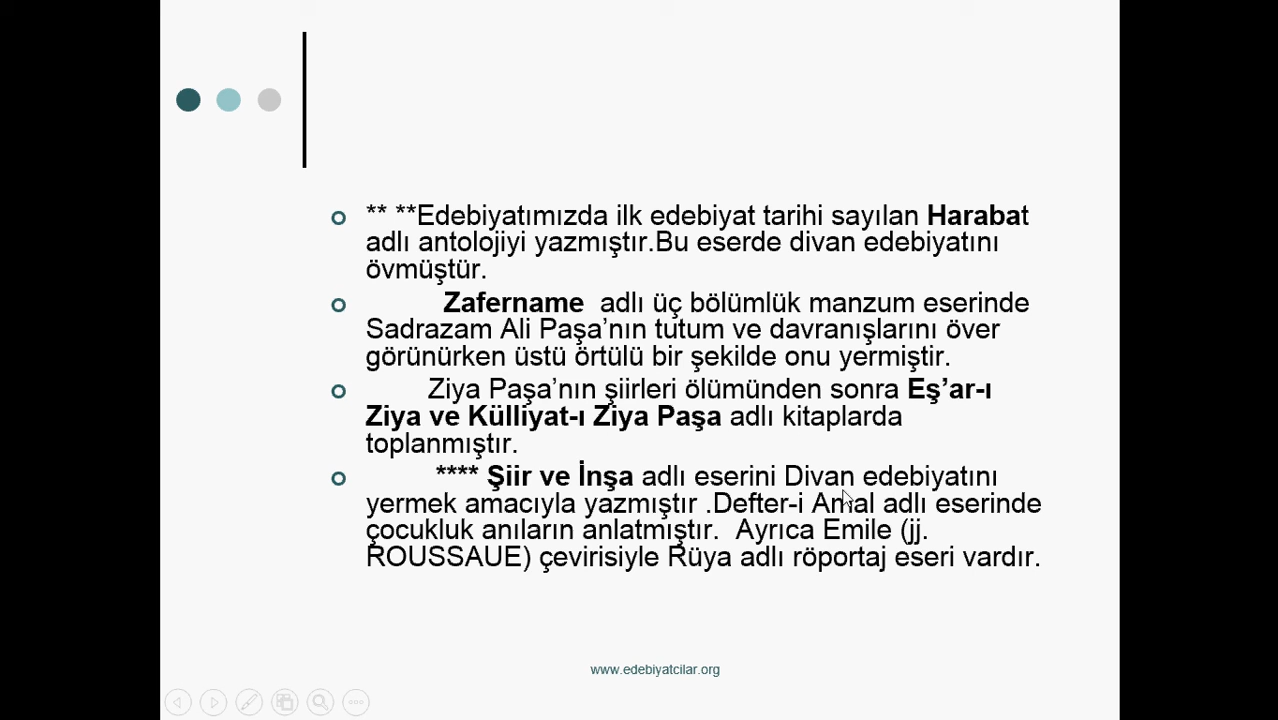 ** **Edebiyatımızda ilk edebiyat tarihi sayılan Harabat
adlı antolojiyi yazmıştır.Bu eserde divan edebiyatını
övmüştür.
Zafername adlı üç bölümlük manzum eserinde
Sadrazam Ali Paşa’nın tutum ve davranışlarını över
görünürken üstü örtülü bir şekilde onu yermiştir.
Ziya Paşa’nın şiirleri ölümünden sonra Eş’ar-ı
Ziya ve Külliyat-ı Ziya Paşa adlı kitaplarda
toplanmıştır.
**** Şiir ve İnşa adlı eserini Divan edebiyatını
yermek amacıyla yazmıştır .Defter-i Amal adlı eserinde
çocukluk anıların anlatmıştır. Ayrıca Emile (jj.
ROUSSAUE) çevirisiyle Rüya adlı röportaj eseri vardır.
www.edebiyatcilar.org